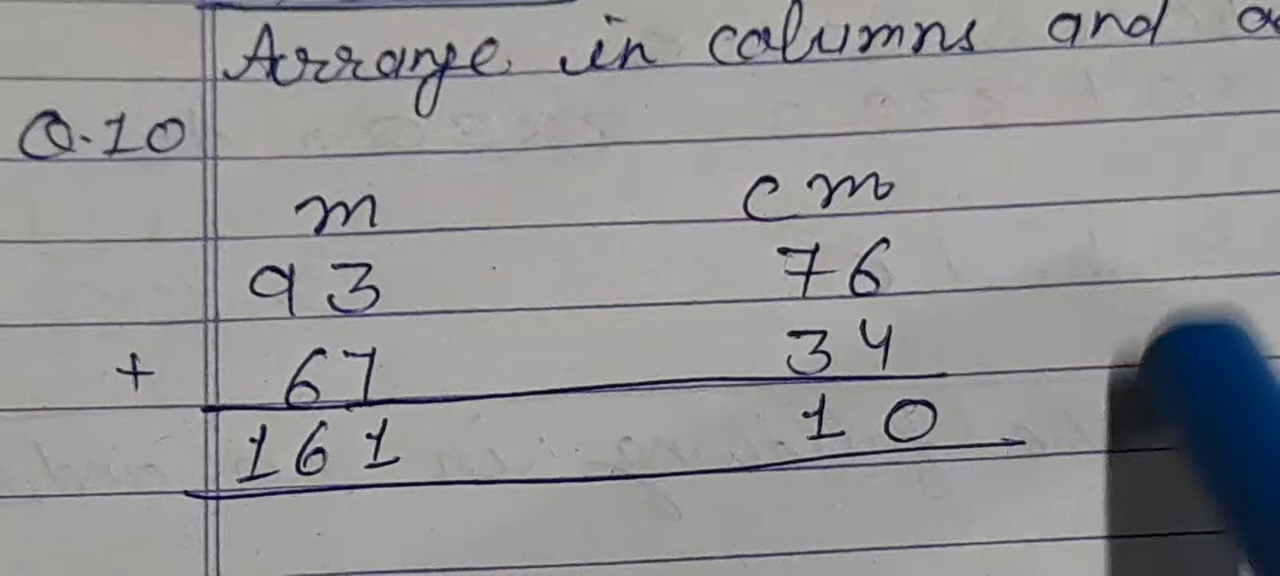 Arrange in columns and
Q.10
m cm
93 76
+ 67 34
161 10